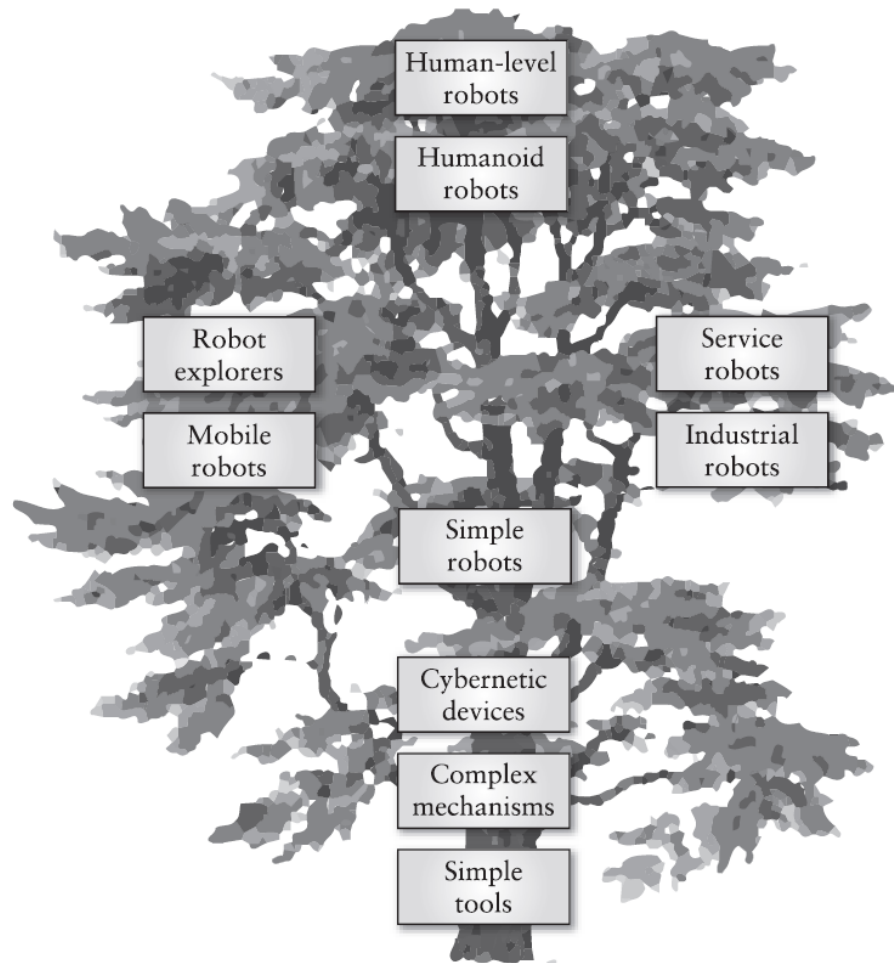 Human-level
robots
Humanoid
robots
Robot
explorers
Service
robots
Mobile
robots
Industrial
robots
Simple
robots
Cybernetic
devices
Complex
mechanisms
Simple
tools